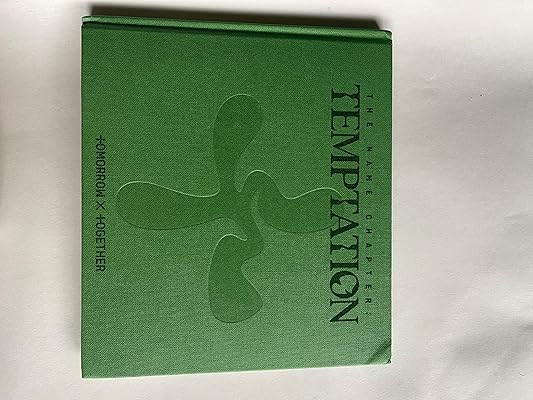 THE NAME CHAPTER:
TEMPTATION
TOMORROW X TOGETHER